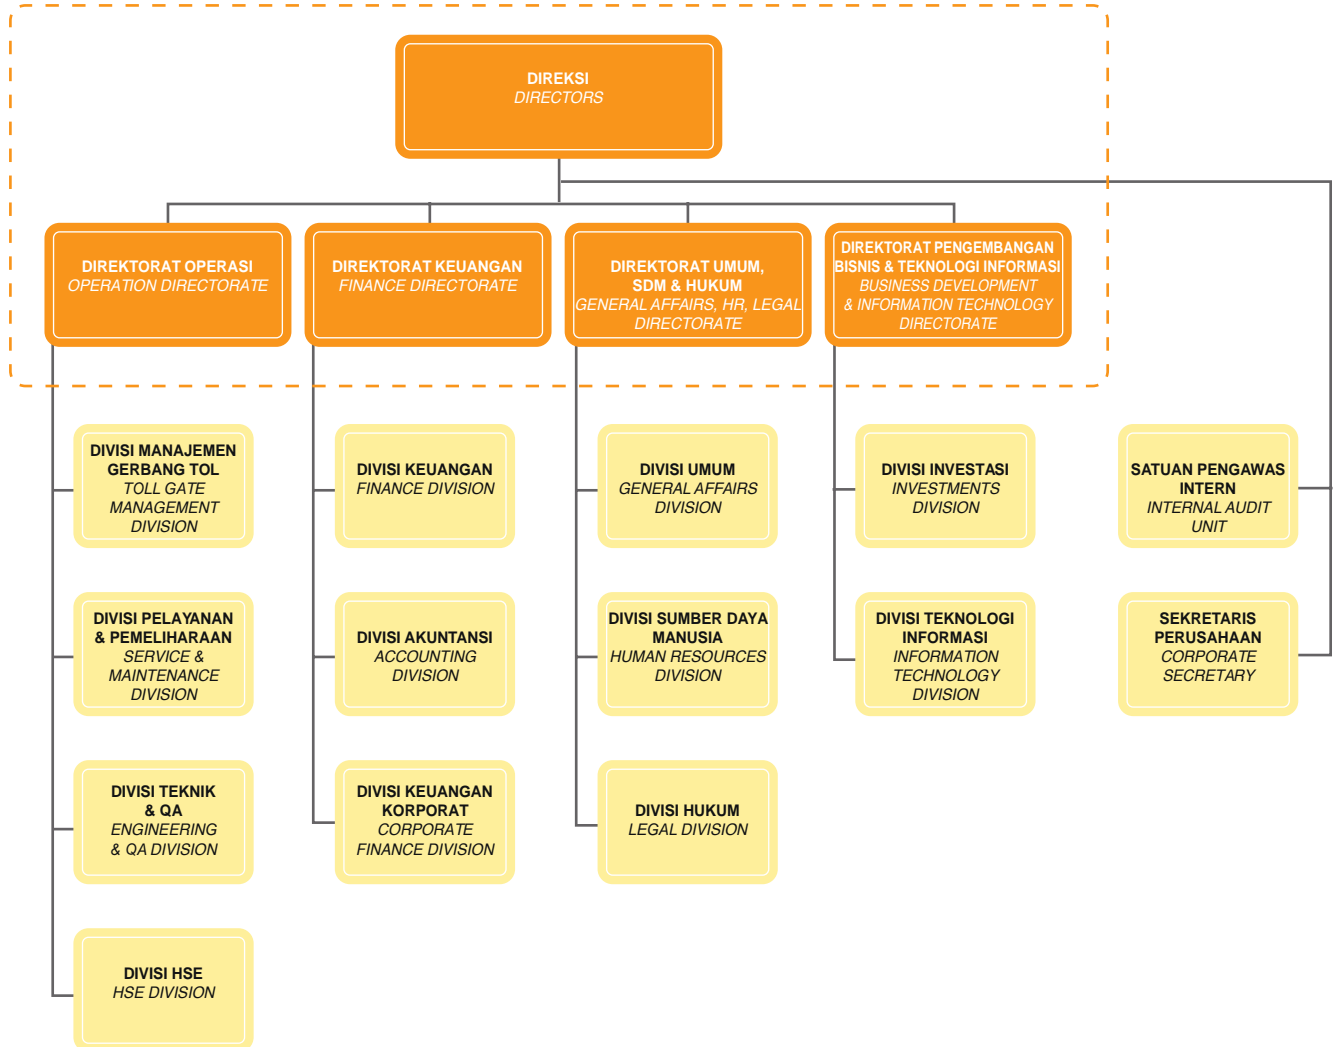 DIREKSI
DIRECTORS
DIREKTORAT OPERASI
OPERATION DIRECTORATE
DIREKTORAT KEUANGAN
FINANCE DIRECTORATE
DIREKTORAT UMUM,
SDM & HUKUM
GENERAL AFFAIRS, HR, LEGAL
DIRECTORATE
DIREKTORAT PENGEMBANGAN
BISNIS & TEKNOLOGI INFORMASI
BUSINESS DEVELOPMENT
& INFORMATION TECHNOLOGY
DIRECTORATE
DIVISI MANAJEMEN
GERBANG TOL
TOLL GATE
MANAGEMENT
DIVISION
DIVISI KEUANGAN
FINANCE DIVISION
DIVISI UMUM
GENERAL AFFAIRS
DIVISION
DIVISI INVESTASI
INVESTMENTS
DIVISION
SATUAN PENGAWAS
INTERN
INTERNAL AUDIT
UNIT
DIVISI PELAYANAN
& PEMELIHARAAN
SERVICE &
MAINTENANCE
DIVISION
DIVISI AKUNTANSI
ACCOUNTING
DIVISION
DIVISI SUMBER DAYA
MANUSIA
HUMAN RESOURCES
DIVISION
DIVISI TEKNOLOGI
INFORMASI
INFORMATION
TECHNOLOGY
DIVISION
SEKRETARIS
PERUSAHAAN
CORPORATE
SECRETARY
DIVISI TEKNIK
& QA
ENGINEERING
& QA DIVISION
DIVISI KEUANGAN
KORPORAT
CORPORATE
FINANCE DIVISION
DIVISI HUKUM
LEGAL DIVISION
DIVISI HSE
HSE DIVISION